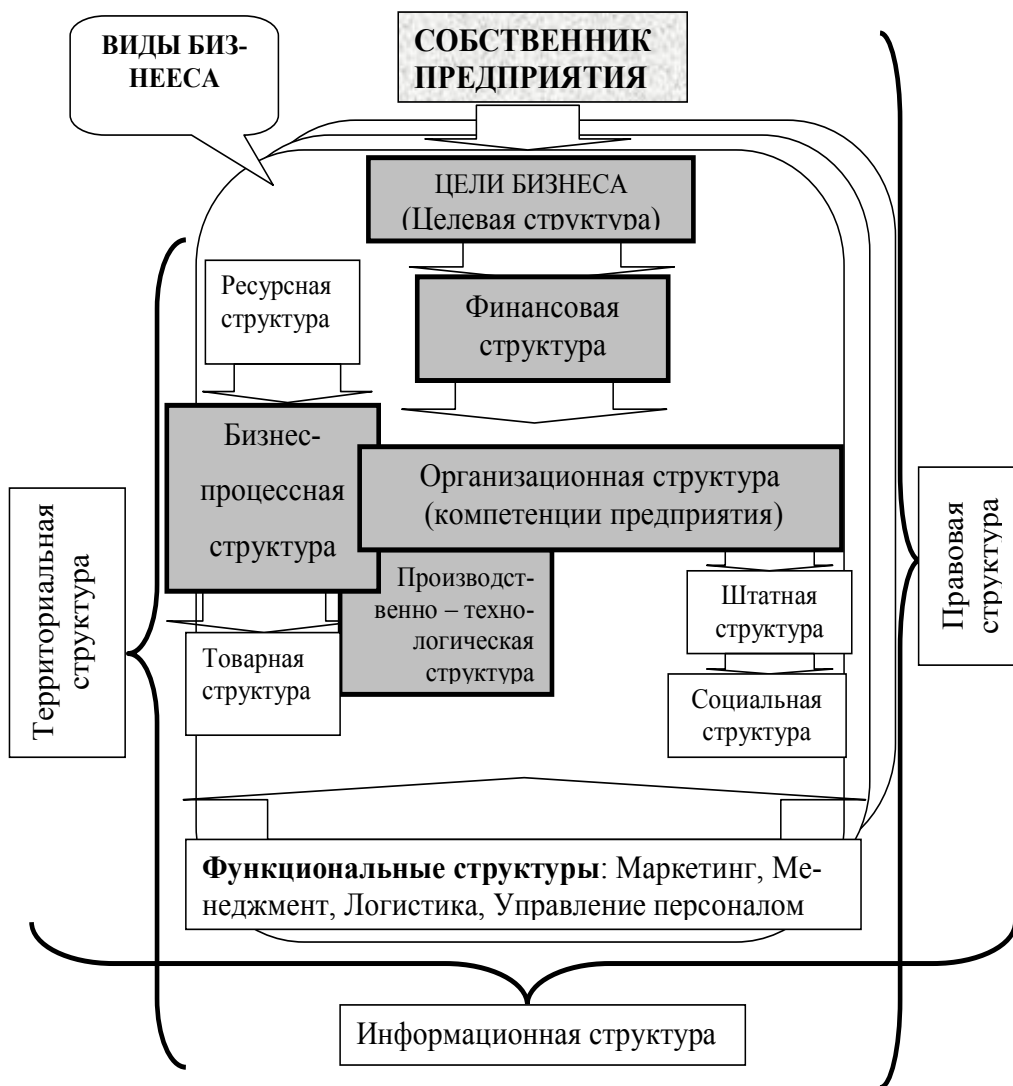 ВИДЫ БИЗ-
НЕЕСА
СОБСТВЕННИК
ПРЕДПРИЯТИЯ
ЦЕЛИ БИЗНЕСА
(Целевая структура)
Ресурсная
структура
Финансовая
структура
Бизнес-
процессная
структура
Организационная структура
(компетенции предприятия)
Производст-
венно – техно-
логическая
структура
Штатная
структура
Товарная
структура
Социальная
структура
Территориальная
структура
Правовая
структура
Функциональные структуры: Маркетинг, Ме-
неджмент, Логистика, Управление персоналом
Информационная структура